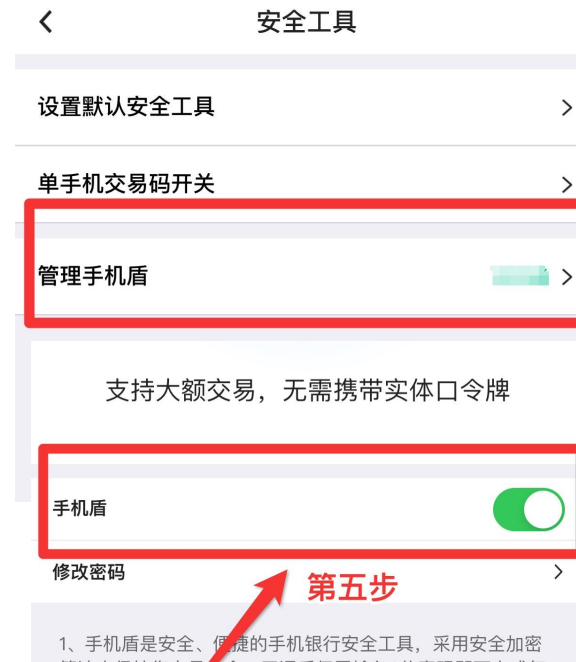 安全工具
设置默认安全工具
单手机交易码开关
管理手机盾
支持大额交易，无需携带实体口令牌
手机盾
修改密码
第五步
1、手机盾是安全、便捷的手机银行安全工具，采用安全加密